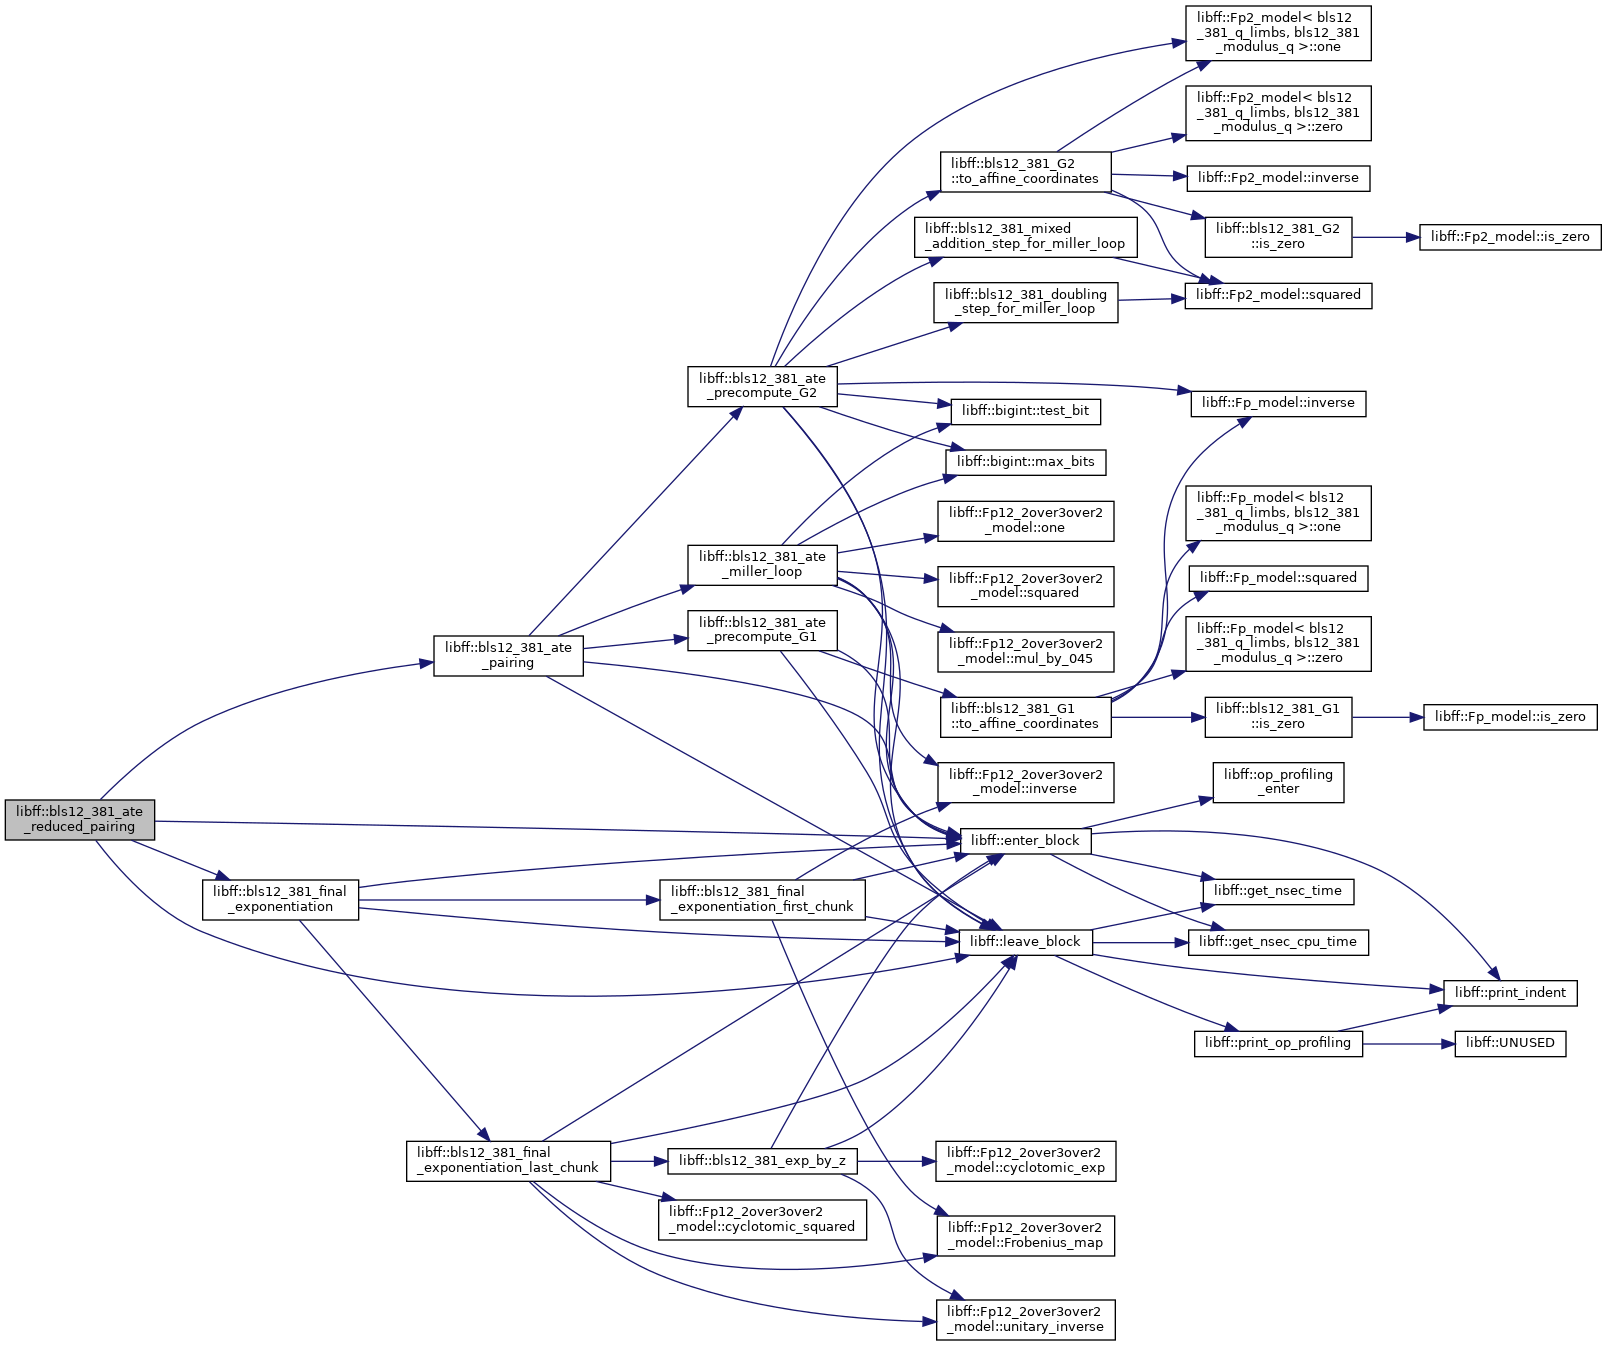 libff::Fp2_model< bls12
_381_q_limbs, bls12_381
_modulus_q >::one
libff::Fp2_model< bls12
_381_q_limbs, bls12_381
_modulus_q >::zero
libff::bls12_381_G2
::to_affine_coordinates
libff::Fp2_model::inverse
libff::bls12_381_mixed
_addition_step_for_miller_loop
libff::bls12_381_G2
::is_zero
libff::Fp2_model::is_zero
libff::bls12_381_doubling
_step_for_miller_loop
libff::Fp2_model::squared
libff::bls12_381_ate
_precompute_G2
libff::bigint::test_bit
libff::Fp_model::inverse
libff::bigint::max_bits
libff::Fp12_2over3over2
_model::one
libff::Fp_model< bls12
_381_q_limbs, bls12_381
_modulus_q >::one
libff::bls12_381_ate
_miller_loop
libff::Fp12_2over3over2
_model::squared
libff::Fp_model::squared
libff::bls12_381_ate
_pairing
libff::bls12_381_ate
_precompute_G1
libff::Fp12_2over3over2
_model::mul_by_045
libff::Fp_model< bls12
_381_q_limbs, bls12_381
_modulus_q >::zero
libff::bls12_381_G1
::to_affine_coordinates
libff::bls12_381_G1
::is_zero
libff::Fp_model::is_zero
libff::Fp12_2over3over2
_model::inverse
libff::op_profiling
_enter
libff::bls12_381_ate
_reduced_pairing
libff::enter_block
libff::bls12_381_final
_exponentiation
libff::bls12_381_final
_exponentiation_first_chunk
libff::get_nsec_time
libff::leave_block
libff::get_nsec_cpu_time
libff::print_indent
libff::print_op_profiling
libff::UNUSED
libff::bls12_381_final
_exponentiation_last_chunk
libff::bls12_381_exp_by_z
libff::Fp12_2over3over2
_model::cyclotomic_exp
libff::Fp12_2over3over2
_model::cyclotomic_squared
libff::Fp12_2over3over2
_model::Frobenius_map
libff::Fp12_2over3over2
_model::unitary_inverse